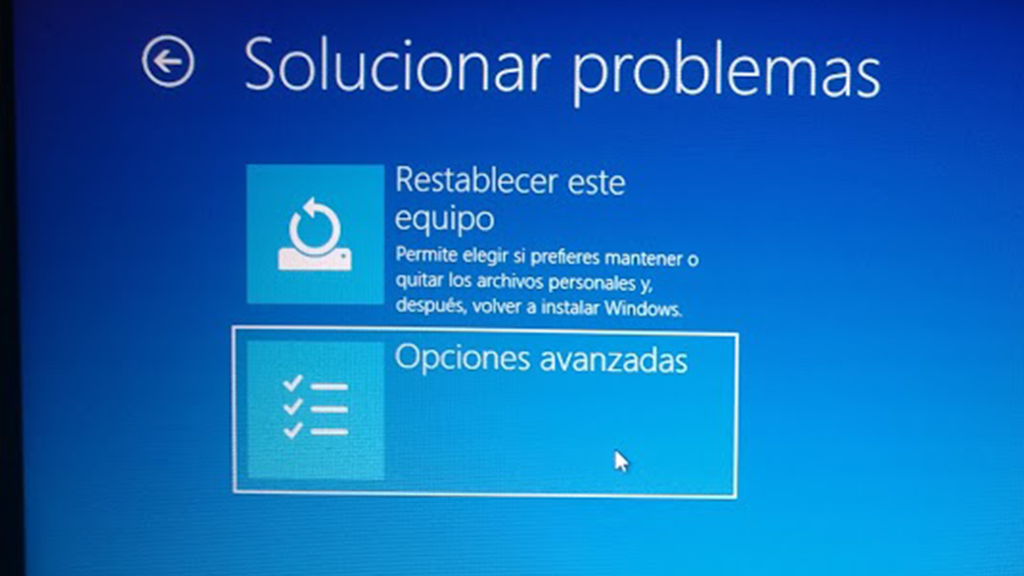 Solucionar problemas
Restablecer este
equipo
Permite elegir si prefieres mantener o
quitar los archivos personales y,
después, volver a instalar Windows.
Opciones avanzadas